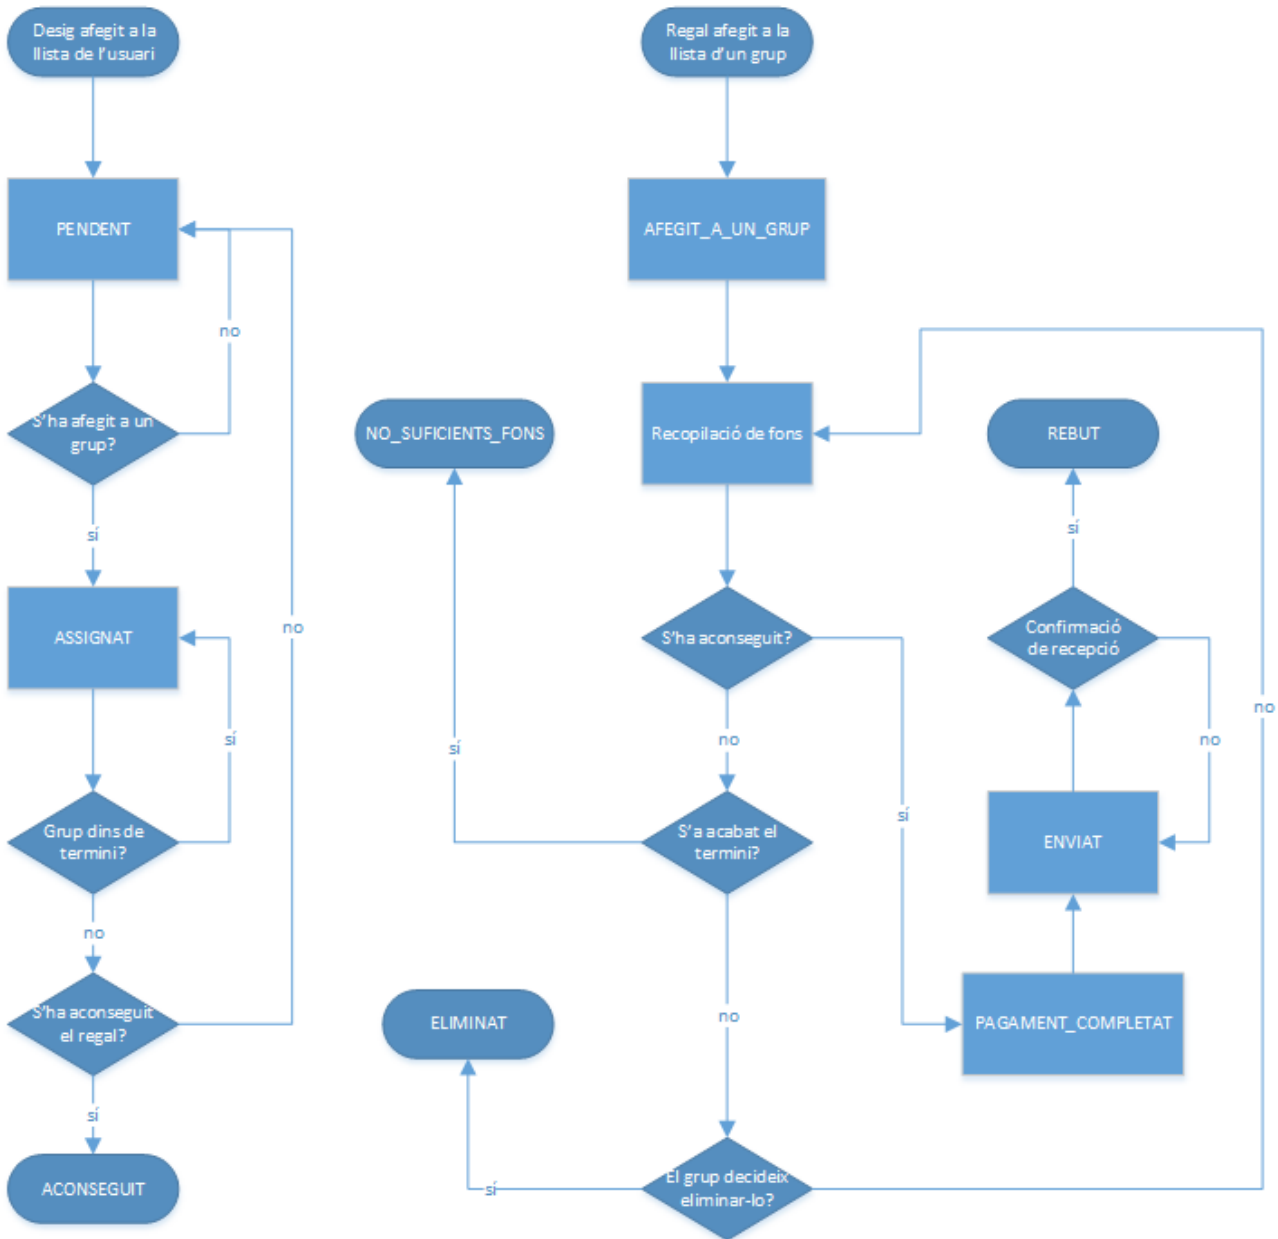 Desig afegit a la
llista de l'usuari
PENDENT
no
S'ha afegit a un
grup?
sí
ASSIGNAT
sí
no
Grup dins de
termini?
no
S'ha aconseguit
el regal?
sí
ACONSEGUIT
Regal afegit a la
llista d'un grup
AFEGIT_A_UN_GRUP
Recopilació de fons
NO_SUFICIENTS_FONS
S'ha aconseguit?
no
sí
sí
S'a acabat el
termini?
no
ELIMINAT
El grup decideix
eliminar-lo?
sí
no
PAGAMENT_COMPLETAT
ENVIAT
Confirmació
de recepció
no
sí
REBUT